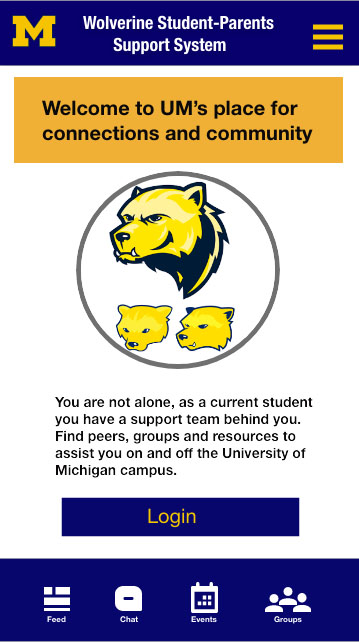 M
Wolverine Student-Parents
Support System
Welcome to UM's place for
connections and community
You are not alone, as a current student
you have a support team behind you.
Find peers, groups and resources to
assist you on and off the University of
Michigan campus.
Login
Feed
Chat
Events
Groups